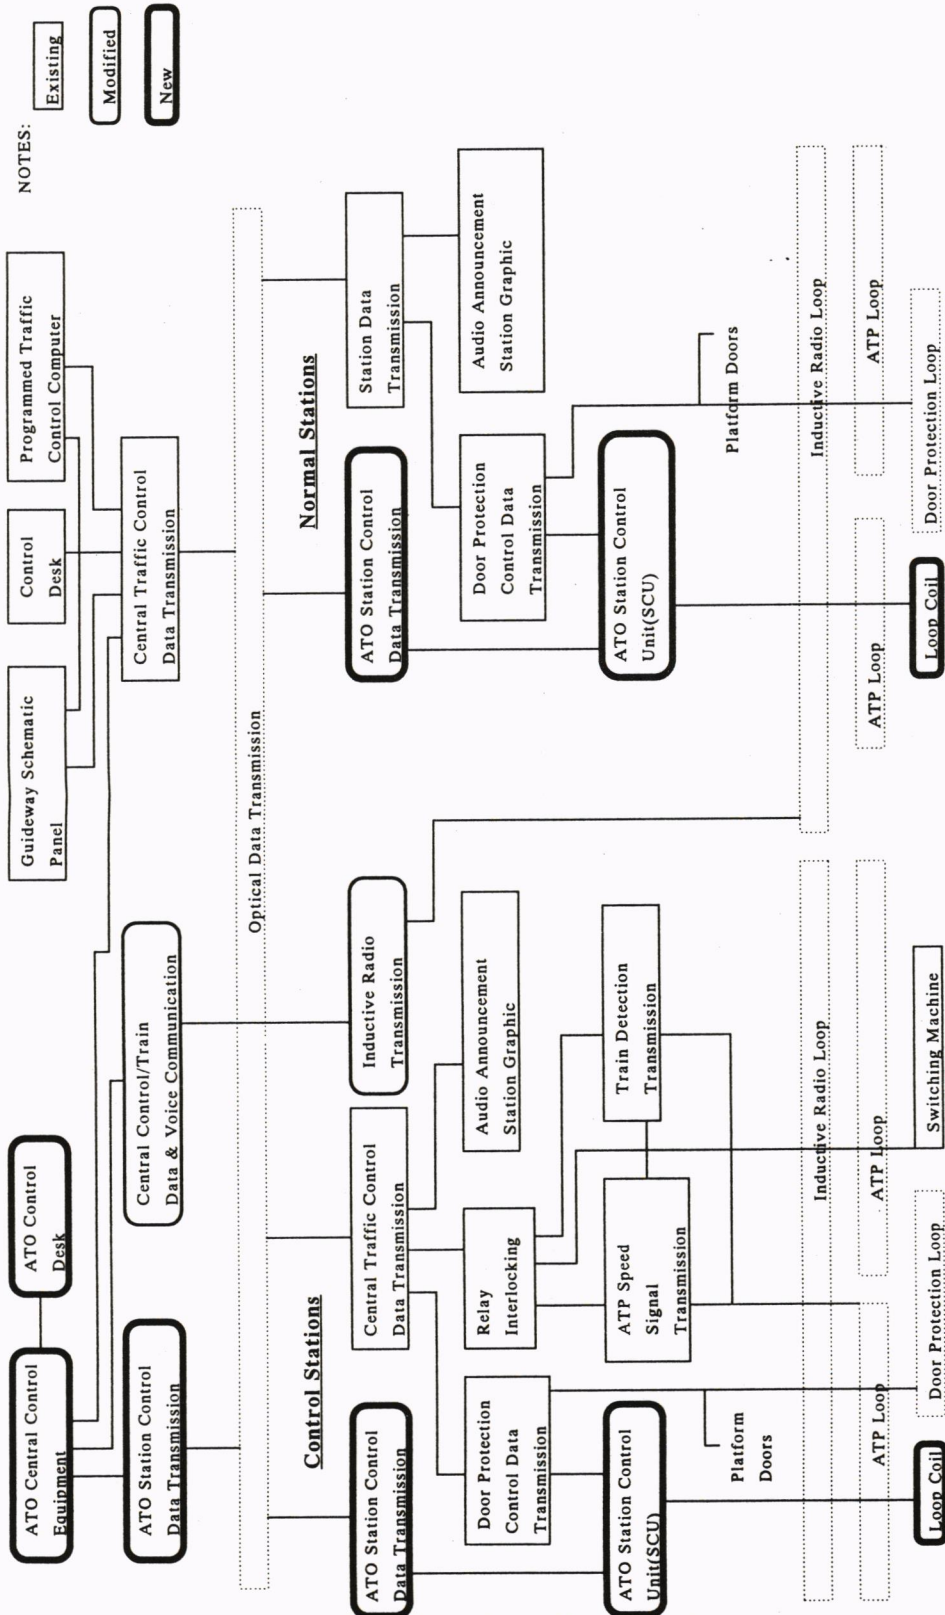 NOTES:
Existing
Modified
New
ATO Central Control
Equipment
ATO Control
Desk
Guideway Schematic
Panel
Control
Desk
Programmed Traffic
Control Computer
ATO Station Control
Data Transmission
Central Control/Train
Data & Voice Communication
Central Traffic Control
Data Transmission
Optical Data Transmission
Control Stations
Normal Stations
ATO Station Control
Data Transmission
Central Traffic Control
Data Transmission
Inductive Radio
Transmission
ATO Station Control
Data Transmission
Station Data
Transmission
Door Protection
Control Data
Transmission
Relay
Interlocking
Audio Announcement
Station Graphic
Door Protection
Control Data
Transmission
Audio Announcement
Station Graphic
ATO Station Control
Unit(SCU)
ATP Speed
Signal
Transmission
Train Detection
Transmission
ATO Station Control
Unit(SCU)
Platform
Doors
Platform Doors
Inductive Radio Loop
Inductive Radio Loop
ATP Loop
ATP Loop
ATP Loop
ATP Loop
Loop Coil
Door Protection Loop
Switching Machine
Loop Coil
Door Protection Loop